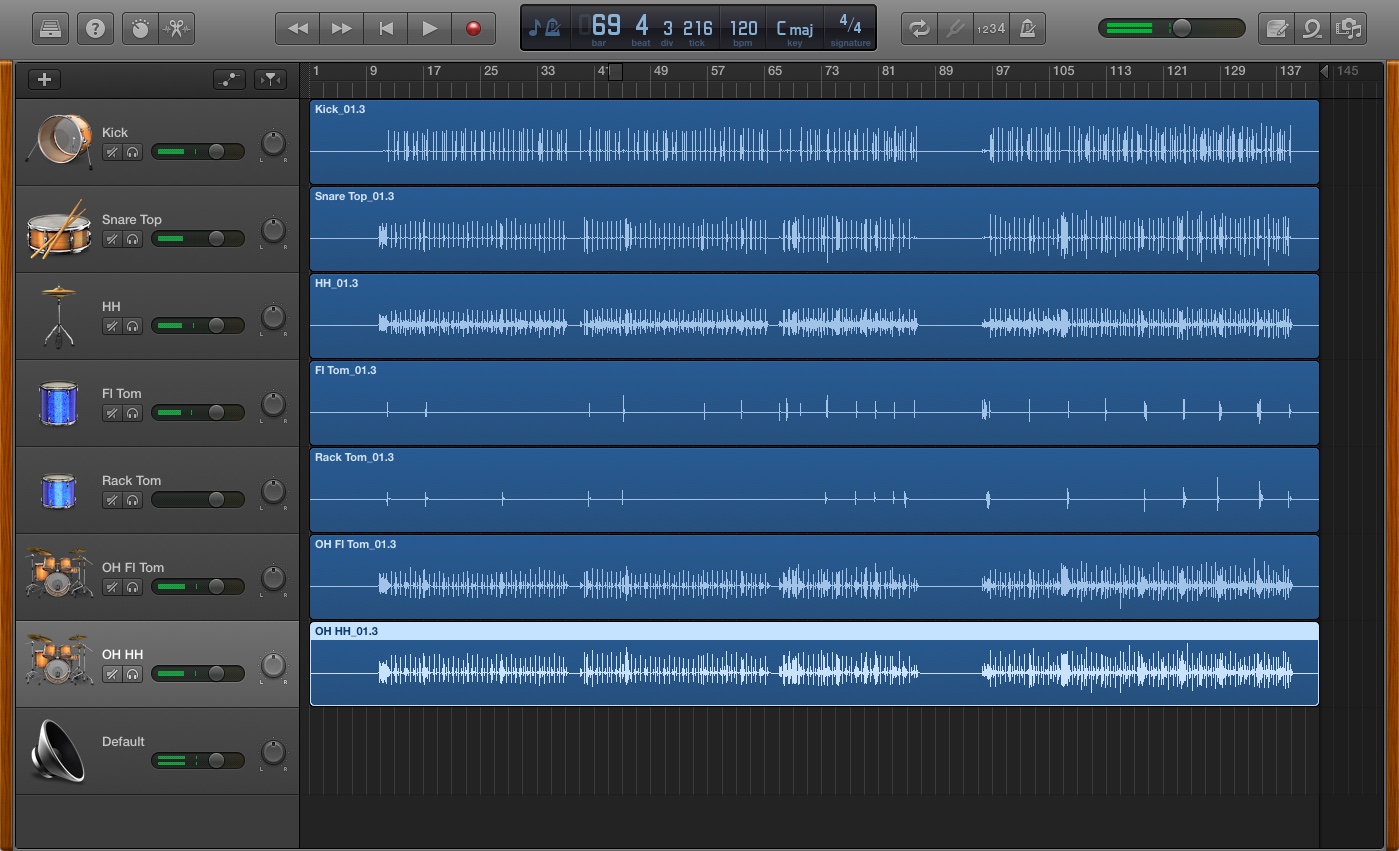 ?
69 4 3 216 120 C maj 4/4
bar beat div tick bpm key signature
1234
1 9 17 25 33 49 57 65 73 81 89 97 105 113 121 129 137 145
Kick
L R
Kick_01.3
Snare Top
L R
Snare Top_01.3
HH
L R
HH_01.3
Fl Tom
L R
Fl Tom_01.3
Rack Tom
L R
Rack Tom_01.3
OH Fl Tom
L R
OH Fl Tom_01.3
OH HH
L R
OH HH_01.3
Default
L R